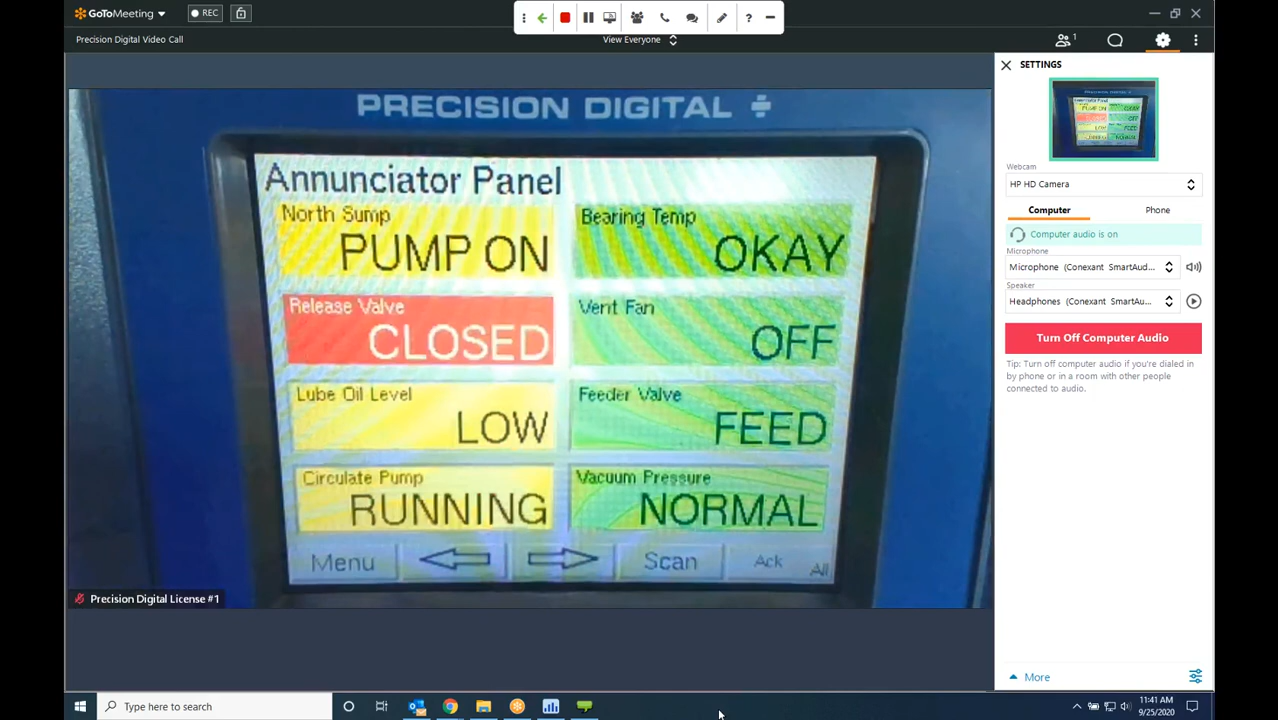 GoToMeeting
REC
Precision Digital Video Call
View Everyone
1
PRECISION DIGITAL
Annunciator Panel
North Sump
PUMP ON
Bearing Temp
OKAY
Release Valve
CLOSED
Vent Fan
OFF
Lube Oil Level
LOW
Feeder Valve
FEED
Circulate Pump
RUNNING
Vacuum Pressure
NORMAL
Menu
Scan
Ack
All
Precision Digital License #1
SETTINGS
Webcam
HP HD Camera
Computer
Phone
Computer audio is on
Microphone
Microphone (Conexant SmartAud...
Speaker
Headphones (Conexant SmartAu...
Turn Off Computer Audio
Tip: Turn off computer audio if you're dialed in
by phone or in a room with other people
connected to audio.
More
Type here to search
11:41 AM
9/25/2020